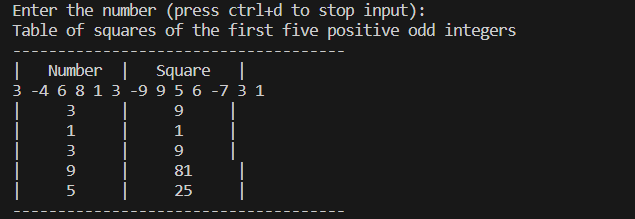 Enter the number (press ctrl+d to stop input):
Table of squares of the first five positive odd integers
------------------------------------
|   Number  |   Square   |
3 -4 6 8 1 3 -9 9 5 6 -7 3 1
|     3     |     9     |
|     1     |     1     |
|     3     |     9     |
|     9     |     81     |
|     5     |     25     |
------------------------------------